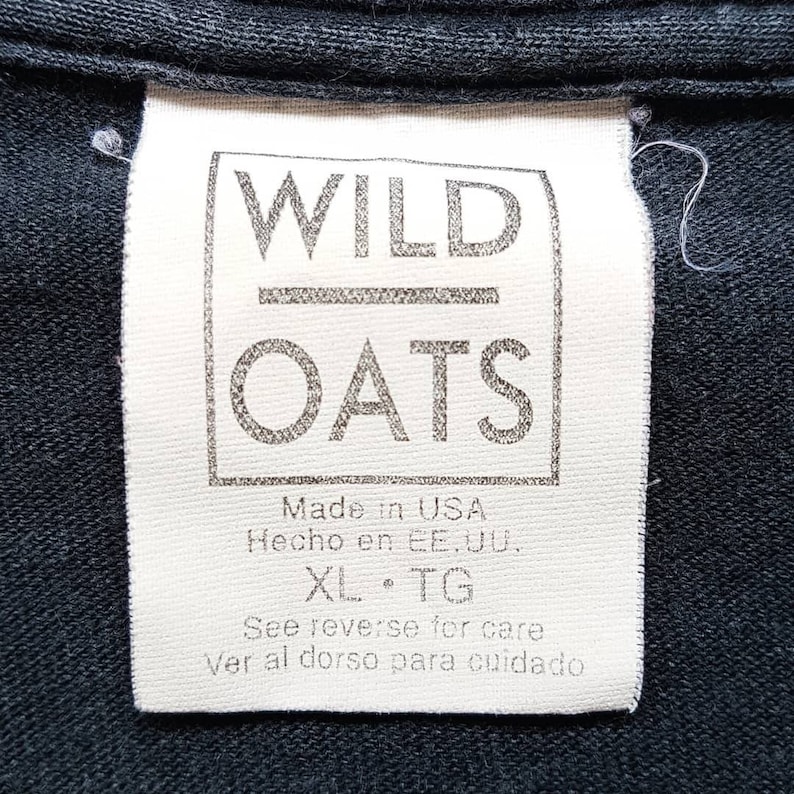 WILD
OATS
Made in USA
Hecho en EE.UU.
XL • TG
See reverse for care
Ver al dorso para cuidado